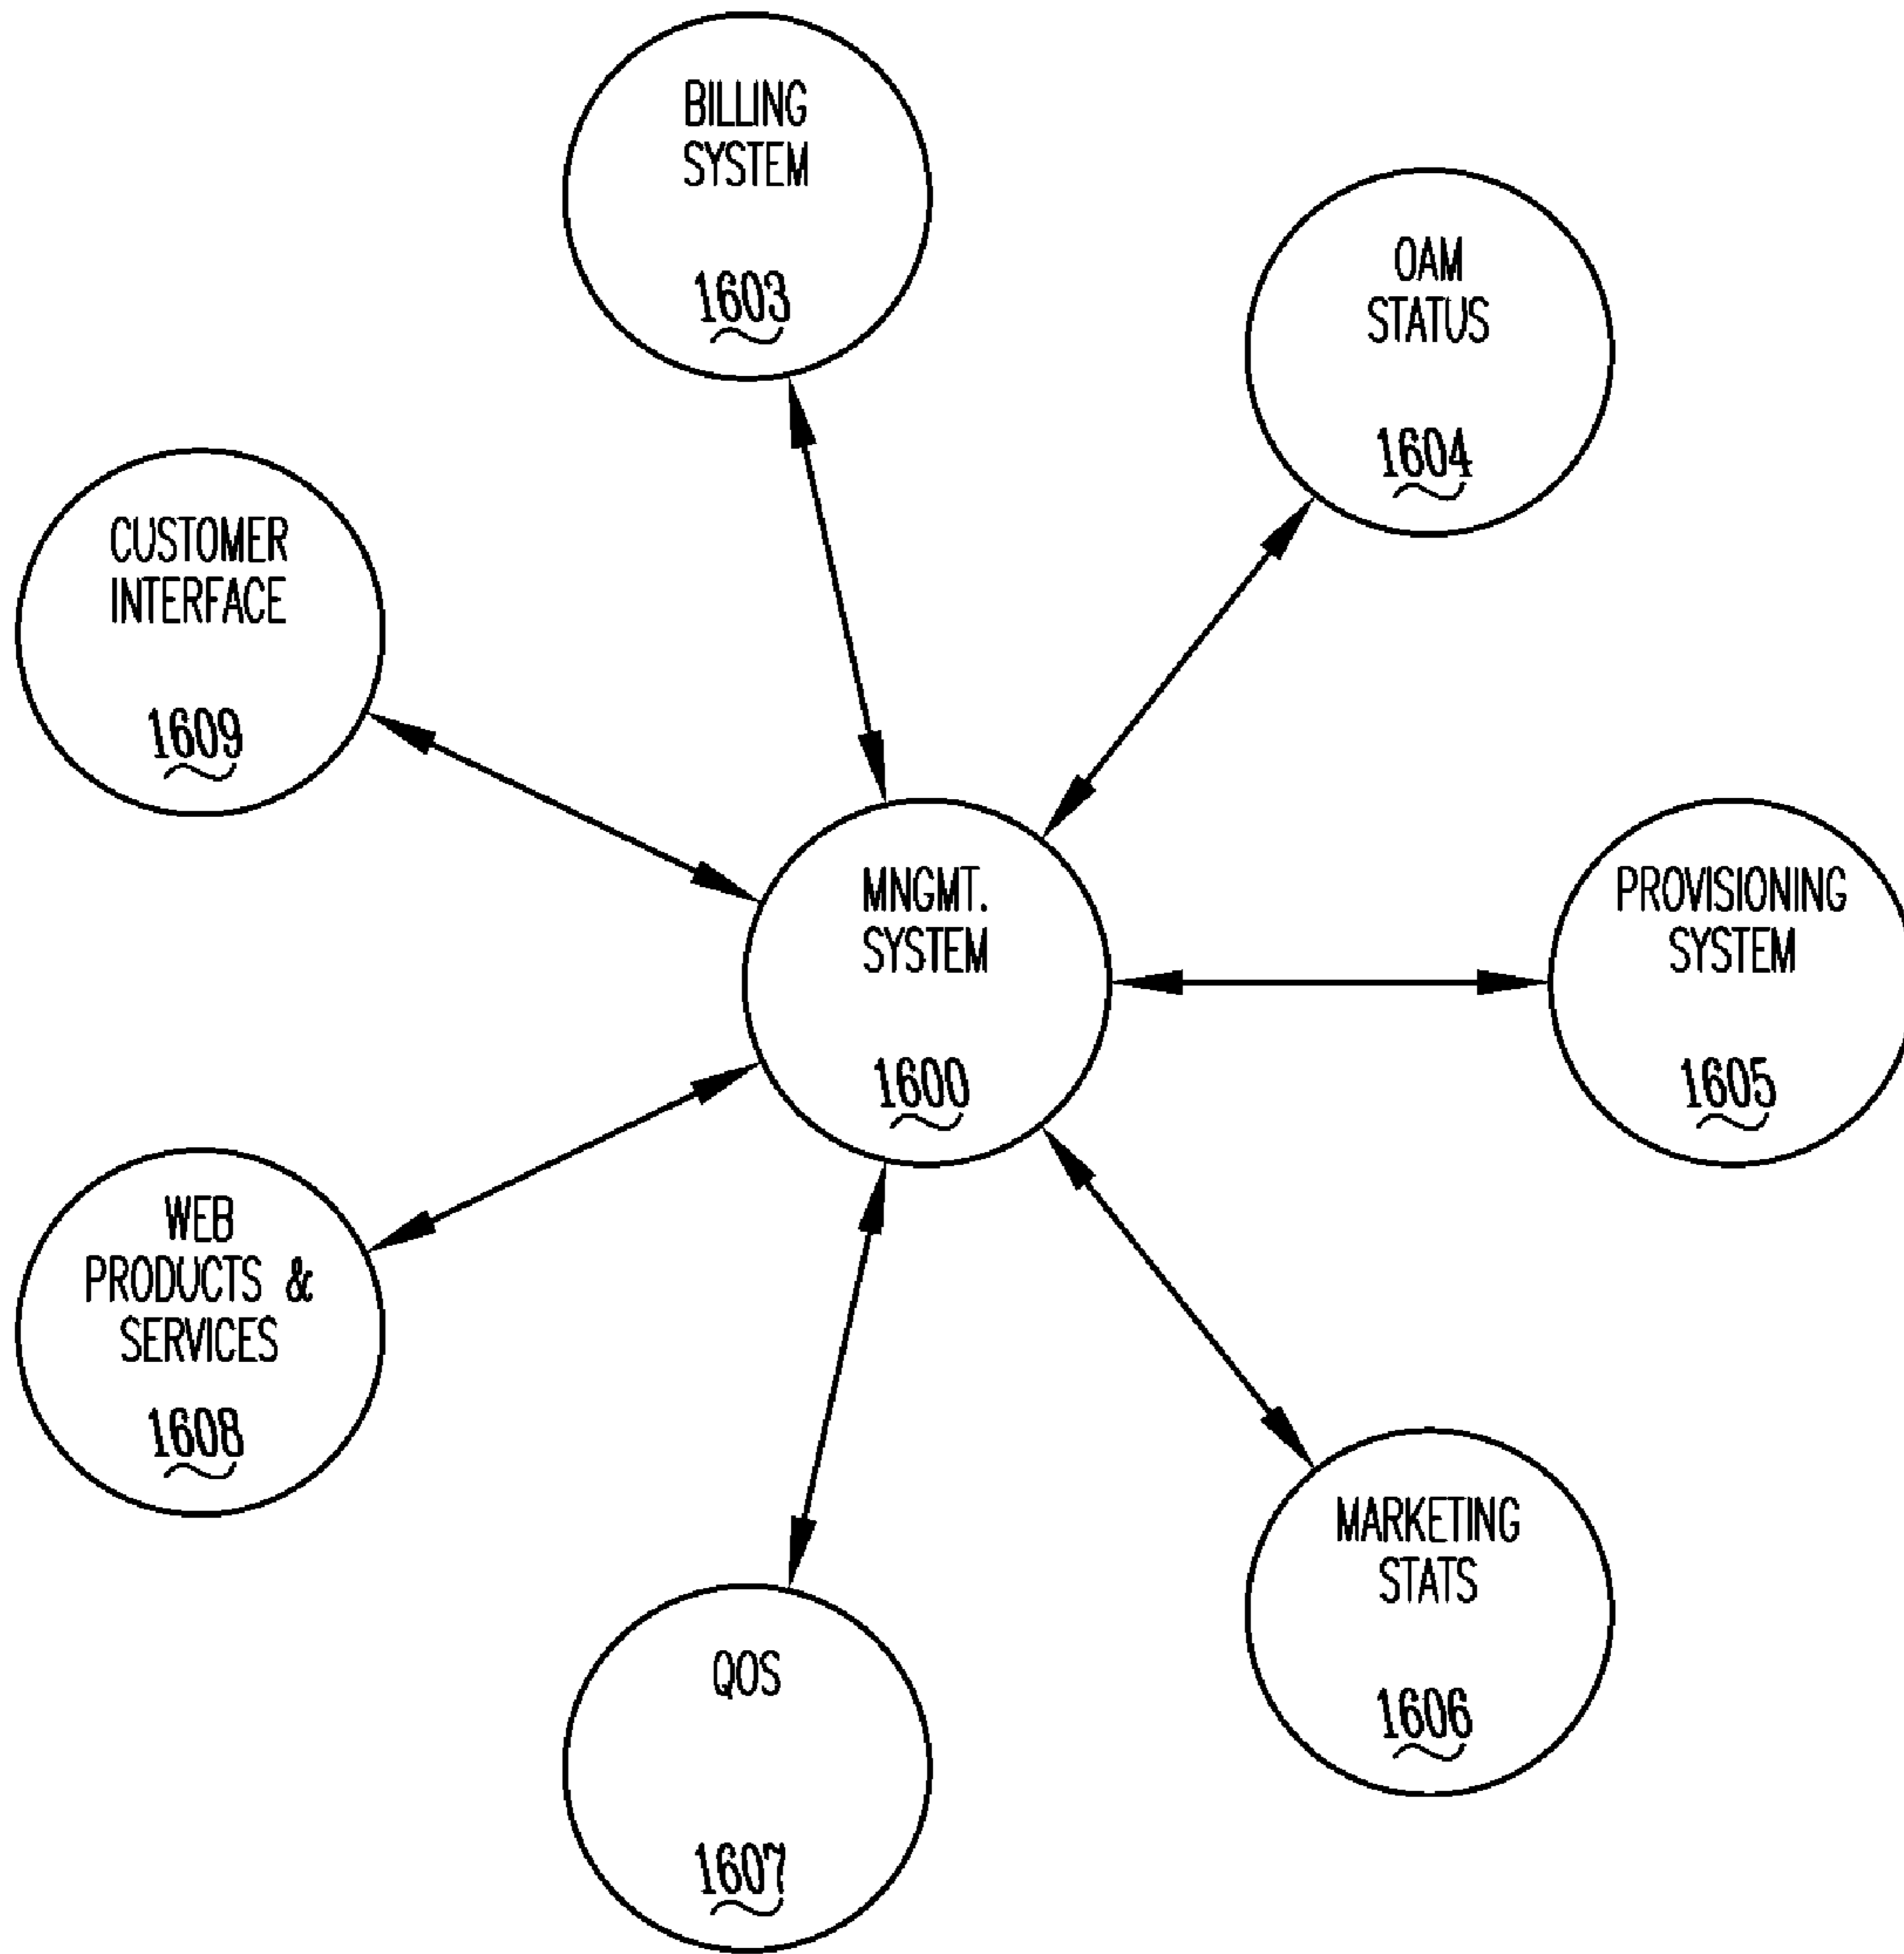 BILLING
SYSTEM
1603
OAM
STATUS
1604
CUSTOMER
INTERFACE
1609
MNGMT.
SYSTEM
1600
PROVISIONING
SYSTEM
1605
WEB
PRODUCTS &
SERVICES
1608
MARKETING
STATS
1606
QOS
1607